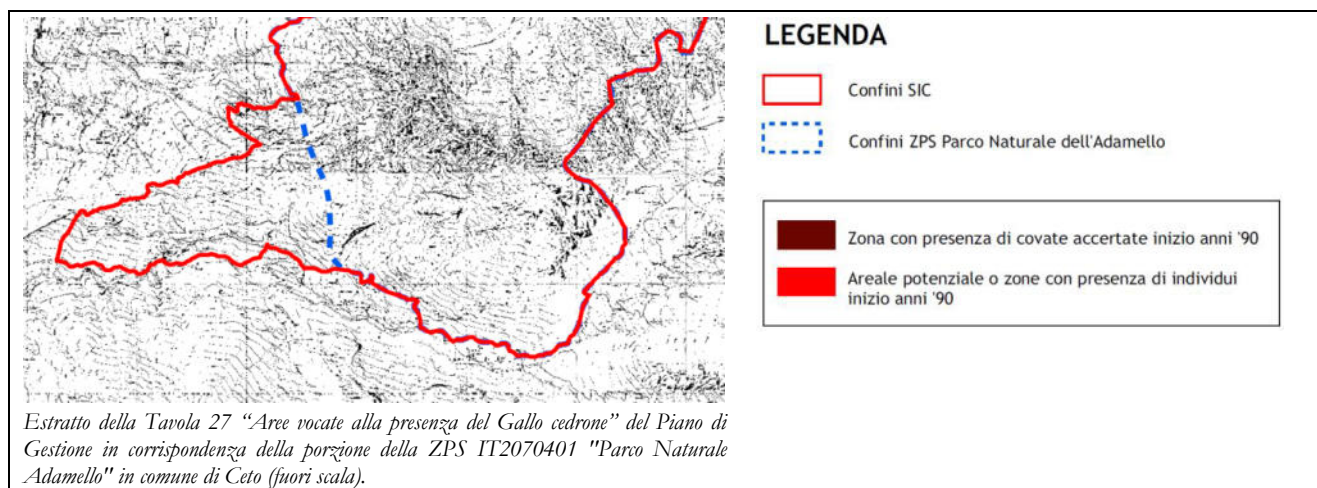 LEGENDA
Confini SIC
Confini ZPS Parco Naturale dell'Adamello
Zona con presenza di covate accertate inizio anni '90
Areale potenziale o zone con presenza di individui
inizio anni '90
Estratto della Tavola 27 “Aree vocate alla presenza del Gallo cedrone” del Piano di
Gestione in corrispondenza della porzione della ZPS IT2070401 "Parco Naturale
Adamello" in comune di Ceto (fuori scala).